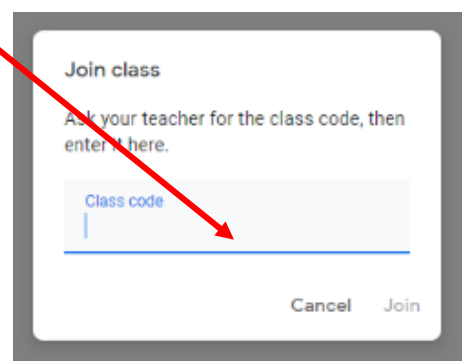 Join class
Ask your teacher for the class code, then
enter it here.
Class code
Cancel Join